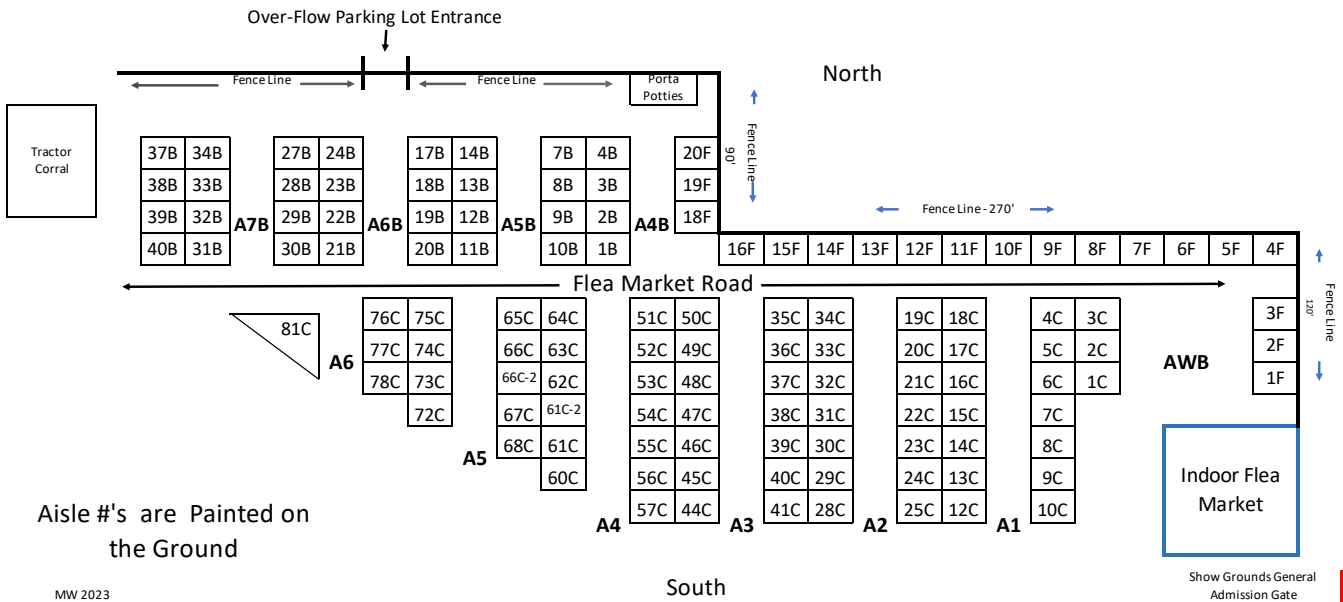 Over-Flow Parking Lot Entrance
North
Fence Line
Fence Line
Porta
Potties
Fence Line
90'
Tractor
Corral
37B 34B 27B 24B 17B 14B 7B 4B 20F
38B 33B 28B 23B 18B 13B 8B 3B 19F
39B 32B A7B 29B 22B A6B 19B 12B A5B 9B 2B A4B 18F
40B 31B 30B 21B 20B 11B 10B 1B
Fence Line - 270'
16F 15F 14F 13F 12F 11F 10F 9F 8F 7F 6F 5F 4F
Flea Market Road
Fence Line
120'
81C 76C 75C 65C 64C 51C 50C 35C 34C 19C 18C 4C 3C 3F
A6 77C 74C 66C 63C 52C 49C 36C 33C 20C 17C 5C 2C AWB 2F
78C 73C 66C-2 62C 53C 48C 37C 32C 21C 16C 6C 1C 1F
72C 67C 61C-2 54C 47C 38C 31C 22C 15C 7C
A5 68C 61C 55C 46C 39C 30C 23C 14C 8C
60C 56C 45C 40C 29C 24C 13C 9C
A4 57C 44C A3 41C 28C A2 25C 12C A1 10C
Indoor Flea
Market
Aisle #'s are Painted on
the Ground
South
Show Grounds General
Admission Gate
MW 2023